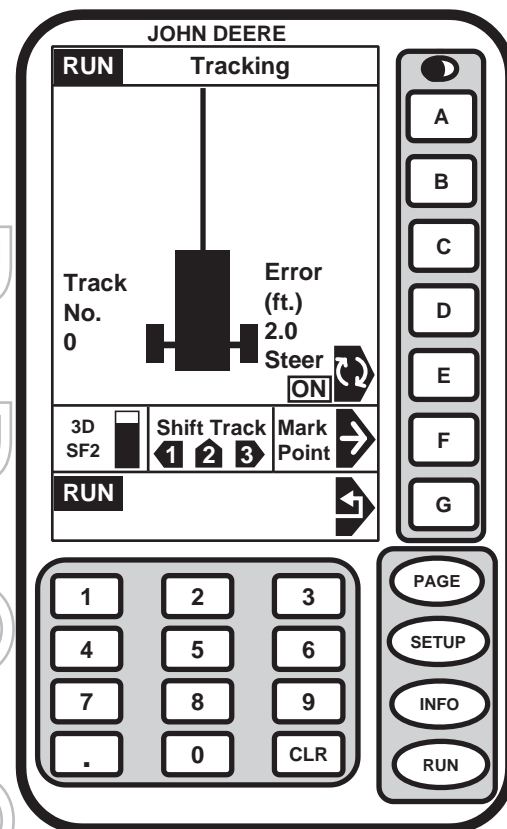 JOHN DEERE
RUN Tracking
A
B
C
D
E
F
G
Track
No.
0
Error
(ft.)
2.0
Steer
ON
3D
SF2
Shift Track
1 2 3
Mark
Point
RUN
1 2 3
4 5 6
7 8 9
. 0 CLR
PAGE
SETUP
INFO
RUN